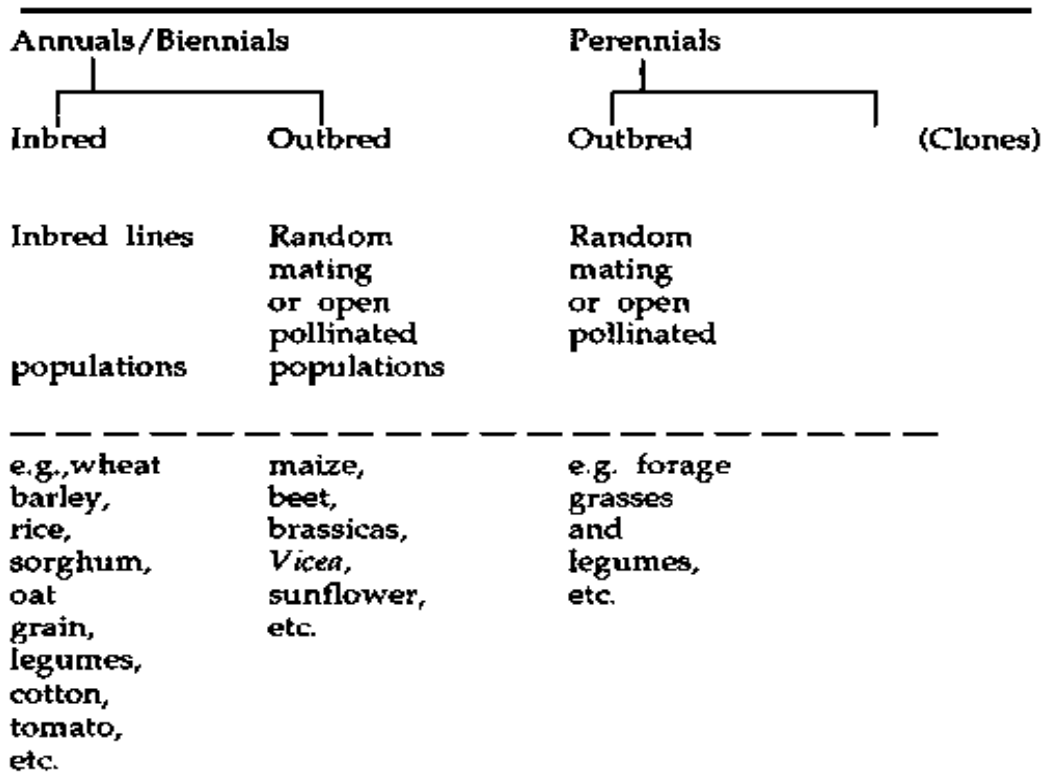 Annuals/Biennials Perennials
Inbred Outbred Outbred (Clones)
Inbred lines Random Random
mating mating
or open or open
pollinated pollinated
populations populations
e.g.,wheat maize, e.g. forage
barley, beet, grasses
rice, brassicas, and
sorghum, Vicea, legumes,
oat sunflower, etc.
grain, etc.
legumes,
cotton,
tomato,
etc.